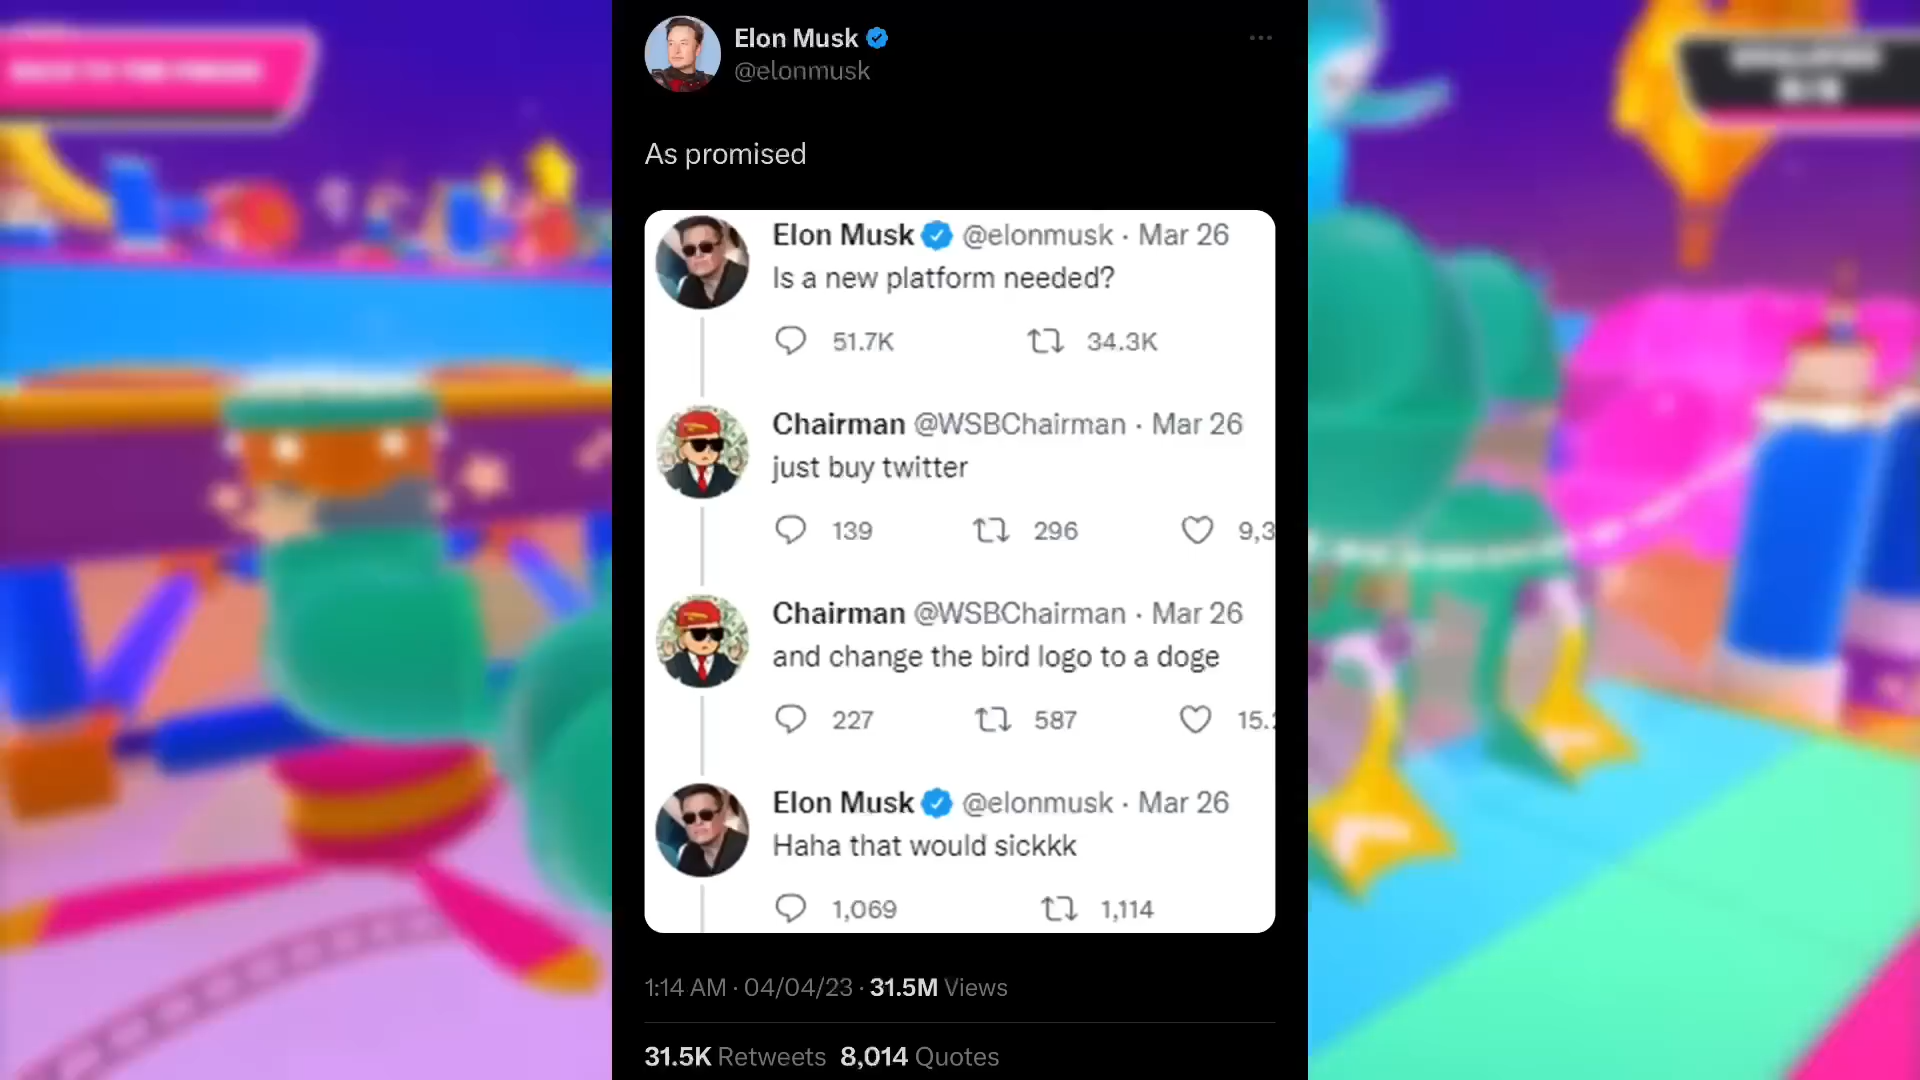 Elon Musk
@elonmusk
As promised
Elon Musk @elonmusk · Mar 26
Is a new platform needed?
51.7K 34.3K
Chairman @WSBChairman · Mar 26
just buy twitter
139 296 9,3
Chairman @WSBChairman · Mar 26
and change the bird logo to a doge
227 587 15.
Elon Musk @elonmusk · Mar 26
Haha that would sickkk
1,069 1,114
1:14 AM · 04/04/23 · 31.5M Views
31.5K Retweets 8,014 Quotes